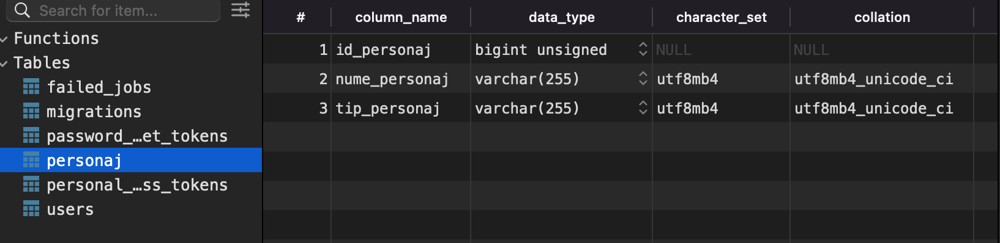 Search for item...
Functions
Tables
failed_jobs
migrations
password_…et_tokens
personaj
personal_…ss_tokens
users
# column_name data_type character_set collation
1 id_personaj bigint unsigned NULL NULL
2 nume_personaj varchar(255) utf8mb4 utf8mb4_unicode_ci
3 tip_personaj varchar(255) utf8mb4 utf8mb4_unicode_ci